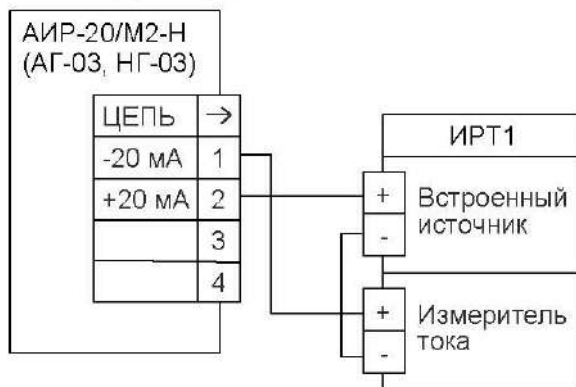 АИР-20/М2-Н
(АГ-03, НГ-03)
ЦЕПЬ →
-20 мА 1
+20 мА 2
3
4
ИРТ1
+
-
Встроенный
источник
+
-
Измеритель
тока